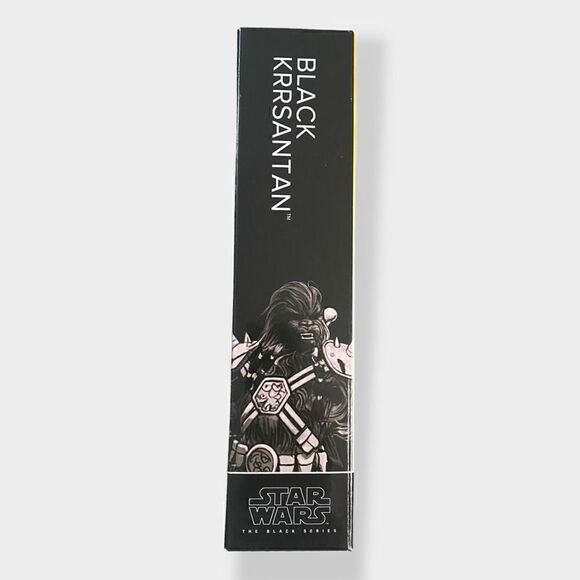 BLACK
KRRSANTAN™
STAR
WARS
THE BLACK SERIES